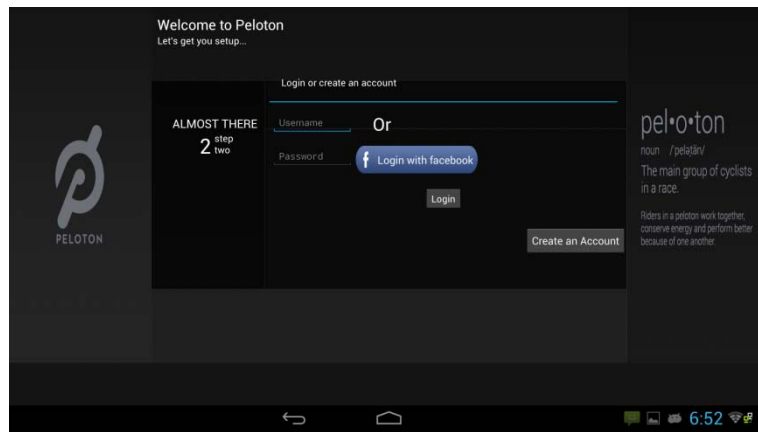 Welcome to Peloton
Let's get you setup...
Login or create an account
ALMOST THERE
2 step two
Username
Or
Password
f Login with facebook
Login
Create an Account
PELOTON
pel•o•ton
noun /'pelətän/
The main group of cyclists
in a race.
Riders in a peloton work together,
conserve energy and perform better
because of one another.
6:52